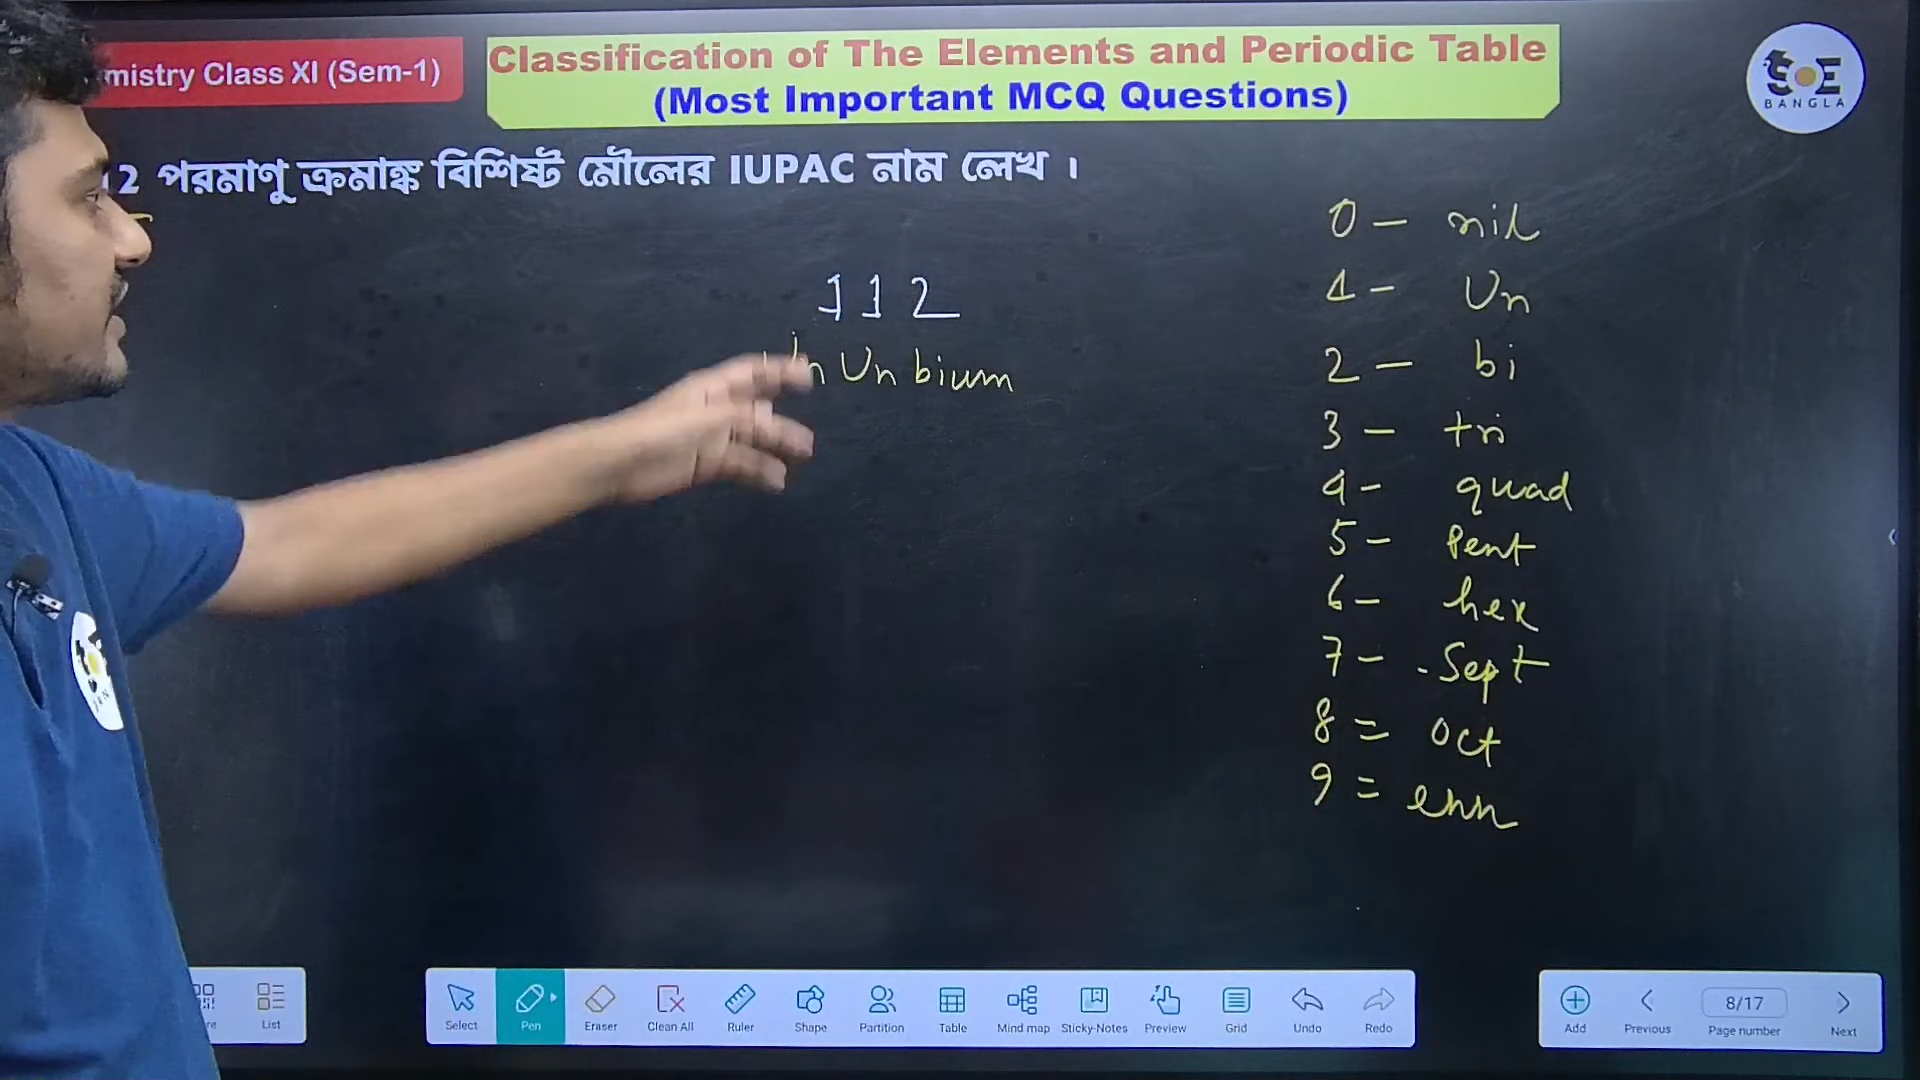 mistry Class XI (Sem-1)
Classification of The Elements and Periodic Table
(Most Important MCQ Questions)
SOE
BANGLA
12 পরমাণু ক্রমাঙ্ক বিশিষ্ট মৌলের IUPAC নাম লেখ ।
112
Un Un bium
0 - nil
1 - Un
2 - bi
3 - tri
4 - quad
5 - Pent
6 - hex
7 - Sept
8 = oct
9 = enn
List
Select
Pen
Eraser
Clean All
Ruler
Shape
Partition
Table
Mind map
Sticky-Notes
Preview
Grid
Undo
Redo
Add
Previous
8/17
Page number
Next